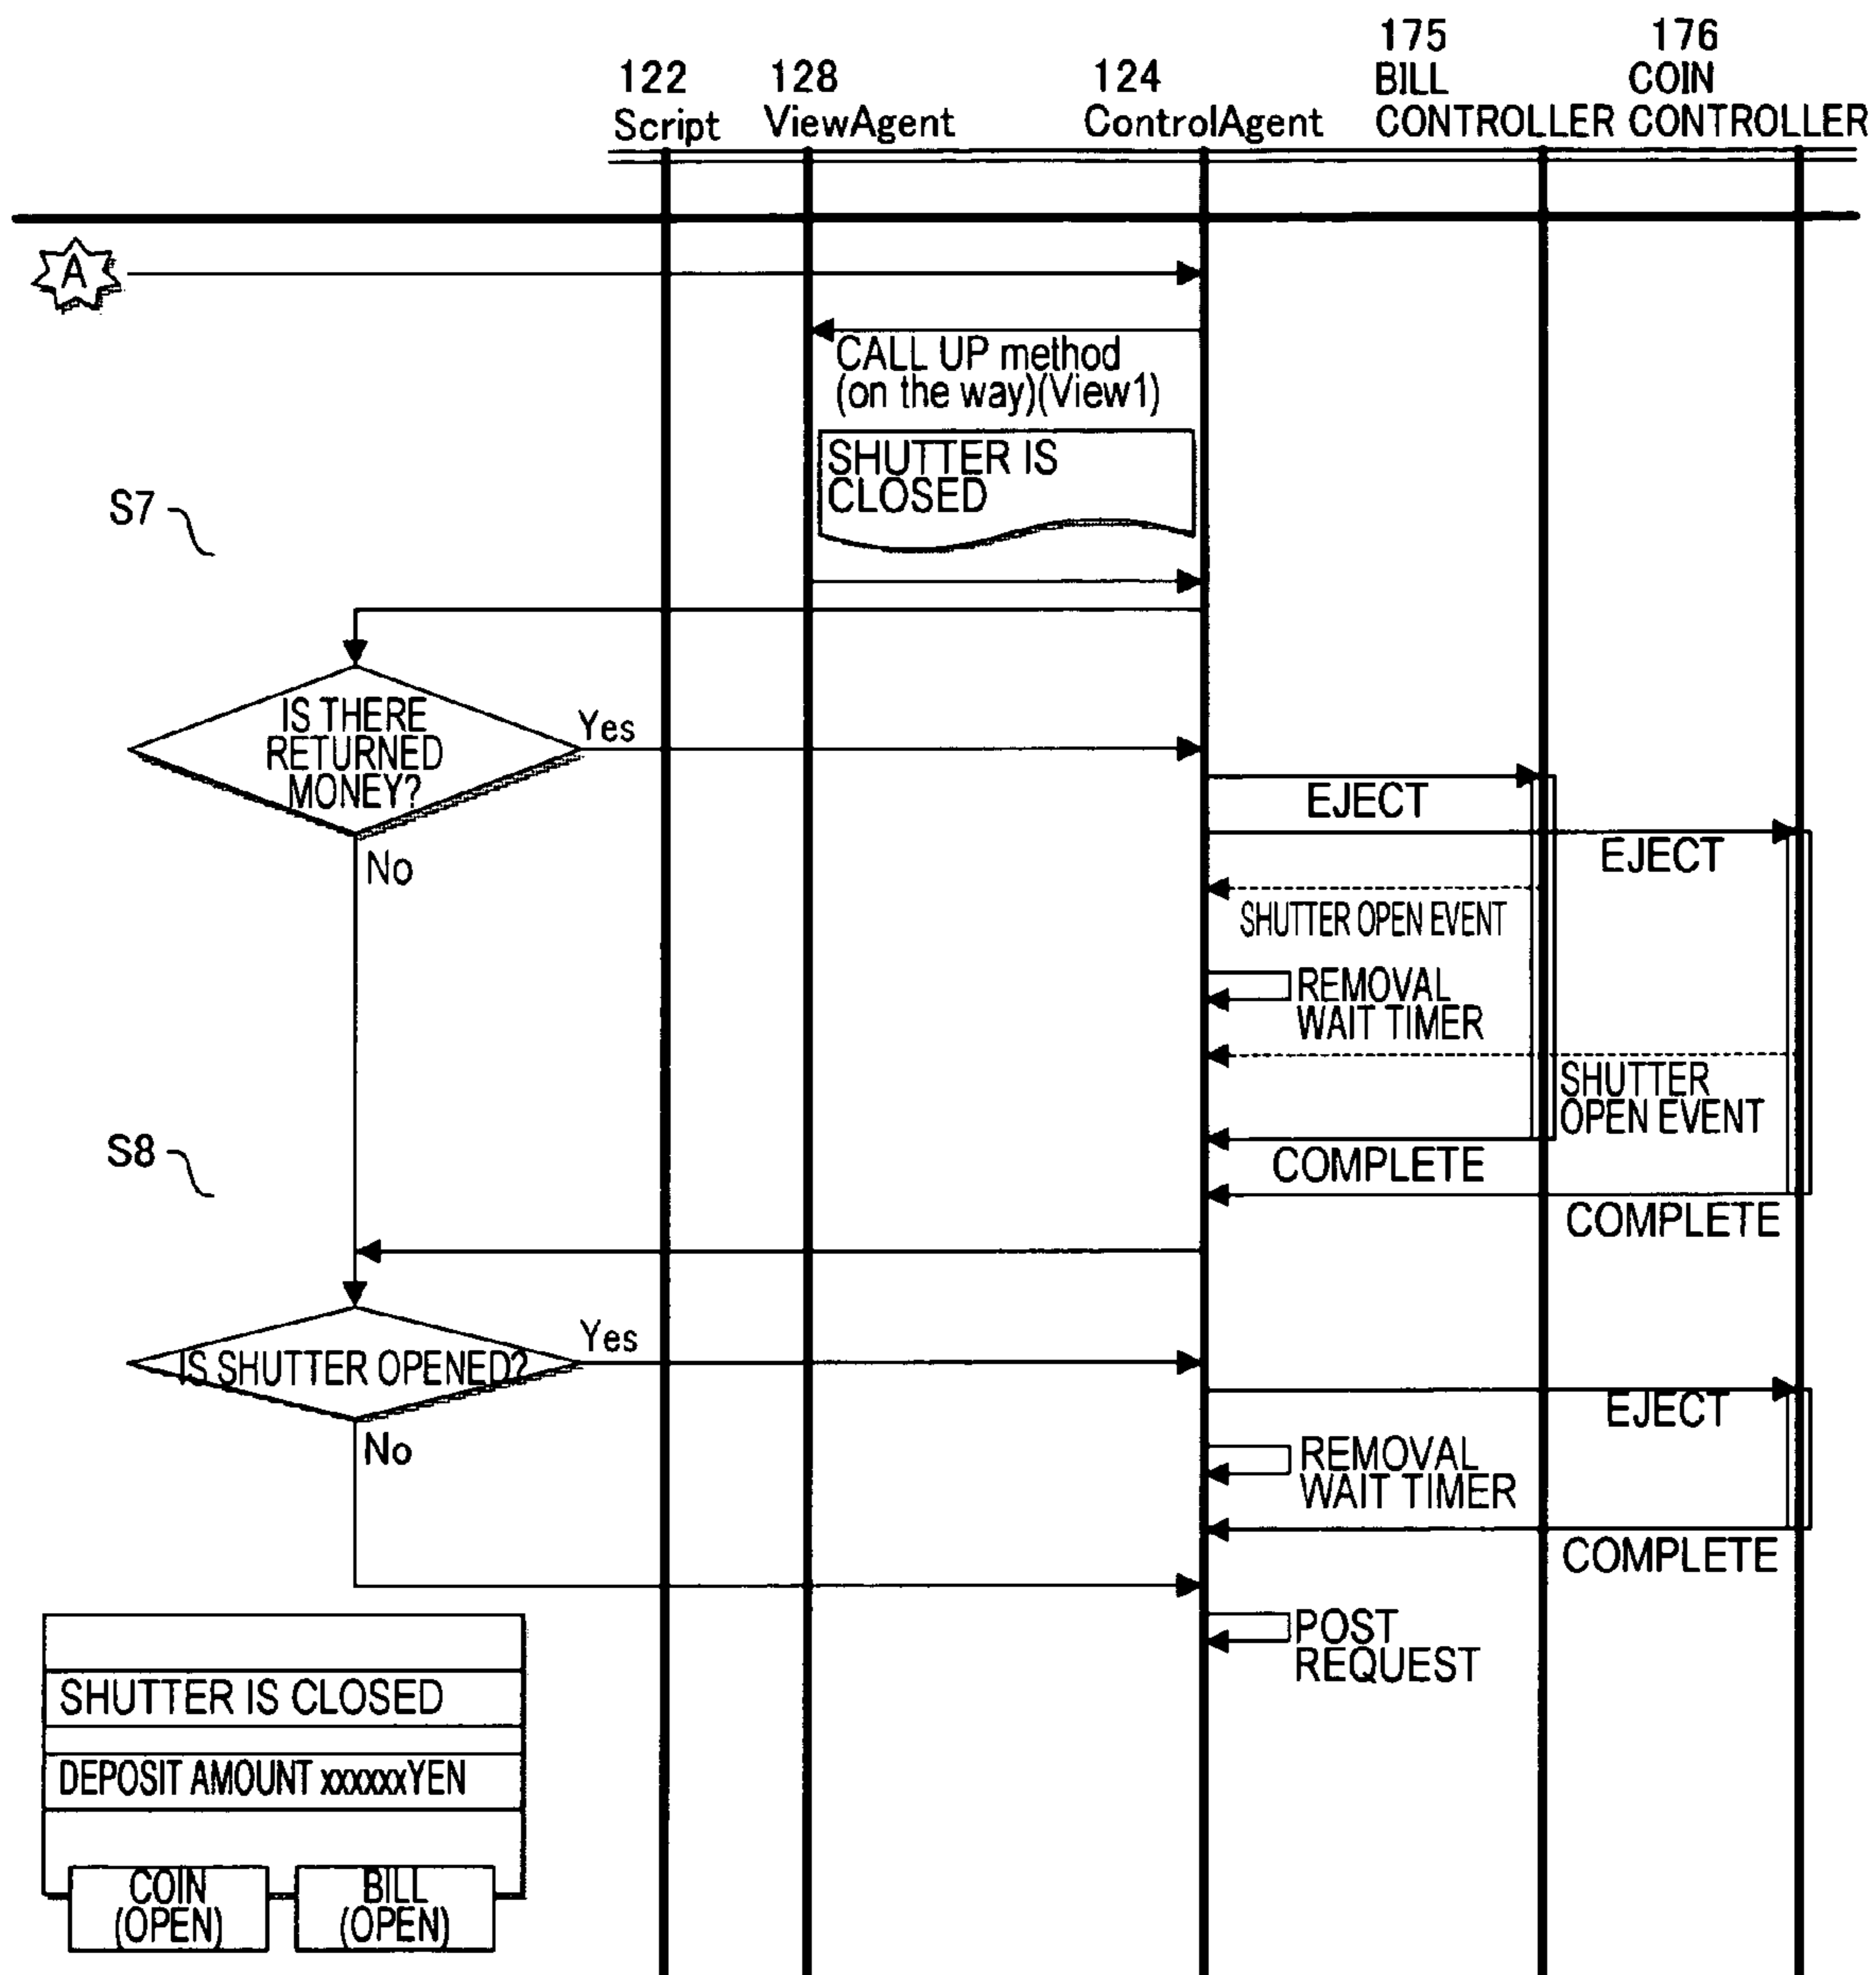 175
176
122
128
124
BILL
COIN
Script
ViewAgent
ControlAgent
CONTROLLER
CONTROLLER
A
CALL UP method
(on the way)(View1)
SHUTTER IS
CLOSED
S7
IS THERE
RETURNED
MONEY?
Yes
EJECT
EJECT
No
SHUTTER OPEN EVENT
REMOVAL
WAIT TIMER
SHUTTER
OPEN EVENT
S8
COMPLETE
COMPLETE
IS SHUTTER OPENED?
Yes
EJECT
No
REMOVAL
WAIT TIMER
COMPLETE
POST
REQUEST
SHUTTER IS CLOSED
DEPOSIT AMOUNT xxxxxxYEN
COIN
(OPEN)
BILL
(OPEN)